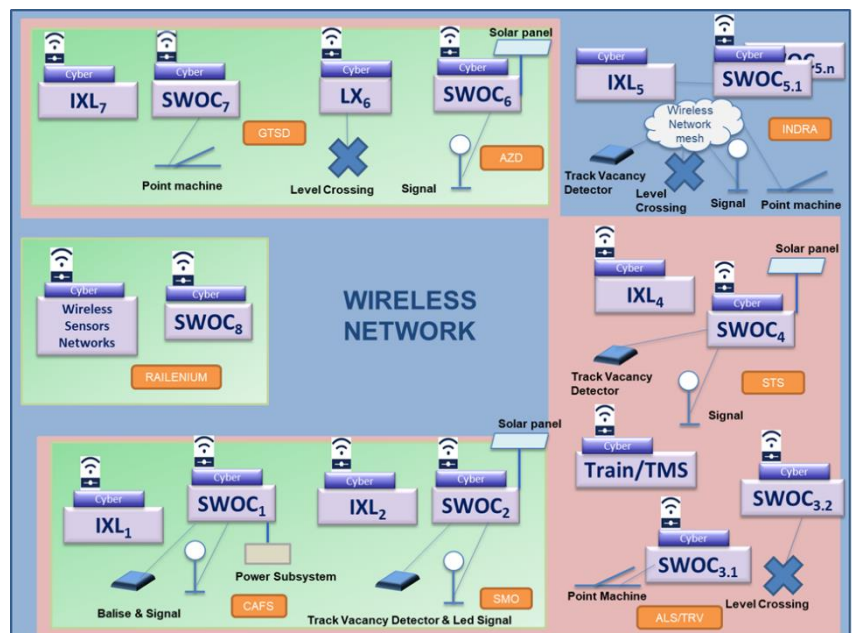 Solar panel
Cyber
IXL7
Cyber
SWOC7
Cyber
LX6
Cyber
SWOC6
GTSD
AZD
Point machine
Level Crossing
Signal
Cyber
IXL5
Cyber
SWOC5.1
5.n
Wireless
Network
mesh
INDRA
Track Vacancy
Detector
Level
Crossing
Signal
Point machine
Cyber
Wireless
Sensors
Networks
Cyber
SWOC8
RAILENIUM
WIRELESS
NETWORK
Solar panel
Cyber
IXL4
Cyber
SWOC4
Track Vacancy
Detector
Signal
STS
Solar panel
Cyber
IXL1
Cyber
SWOC1
Cyber
IXL2
Cyber
SWOC2
Power Subsystem
Balise & Signal
CAFS
SMO
Track Vacancy Detector & Led Signal
Cyber
Train/TMS
Cyber
SWOC3.2
Cyber
SWOC3.1
Point Machine
Level Crossing
ALS/TRV